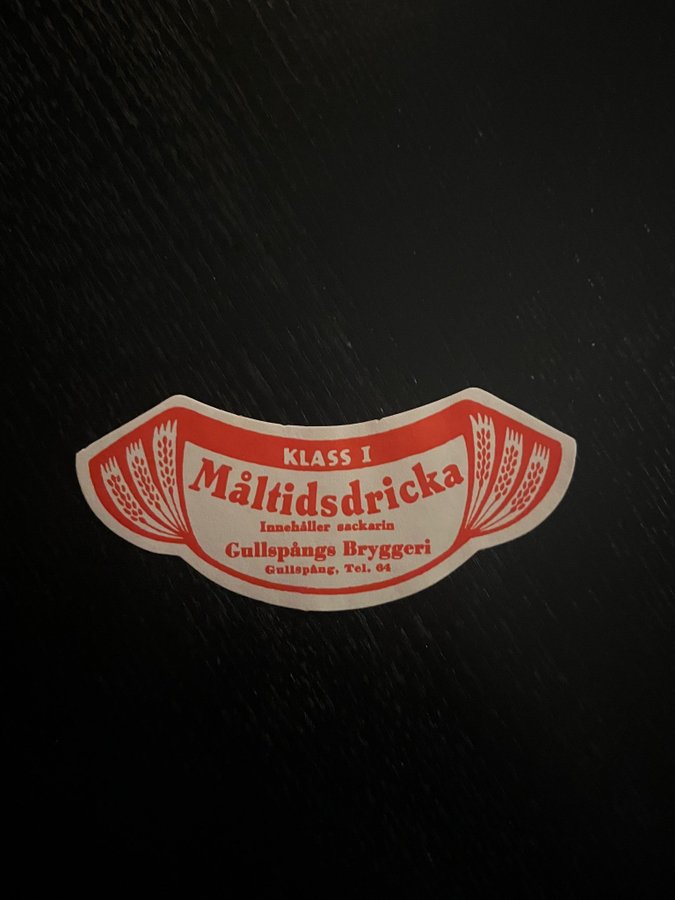 KLASS I
Måltidsdricka
Innehåller sackarin
Gullspångs Bryggeri
Gullspång, Tel. 64